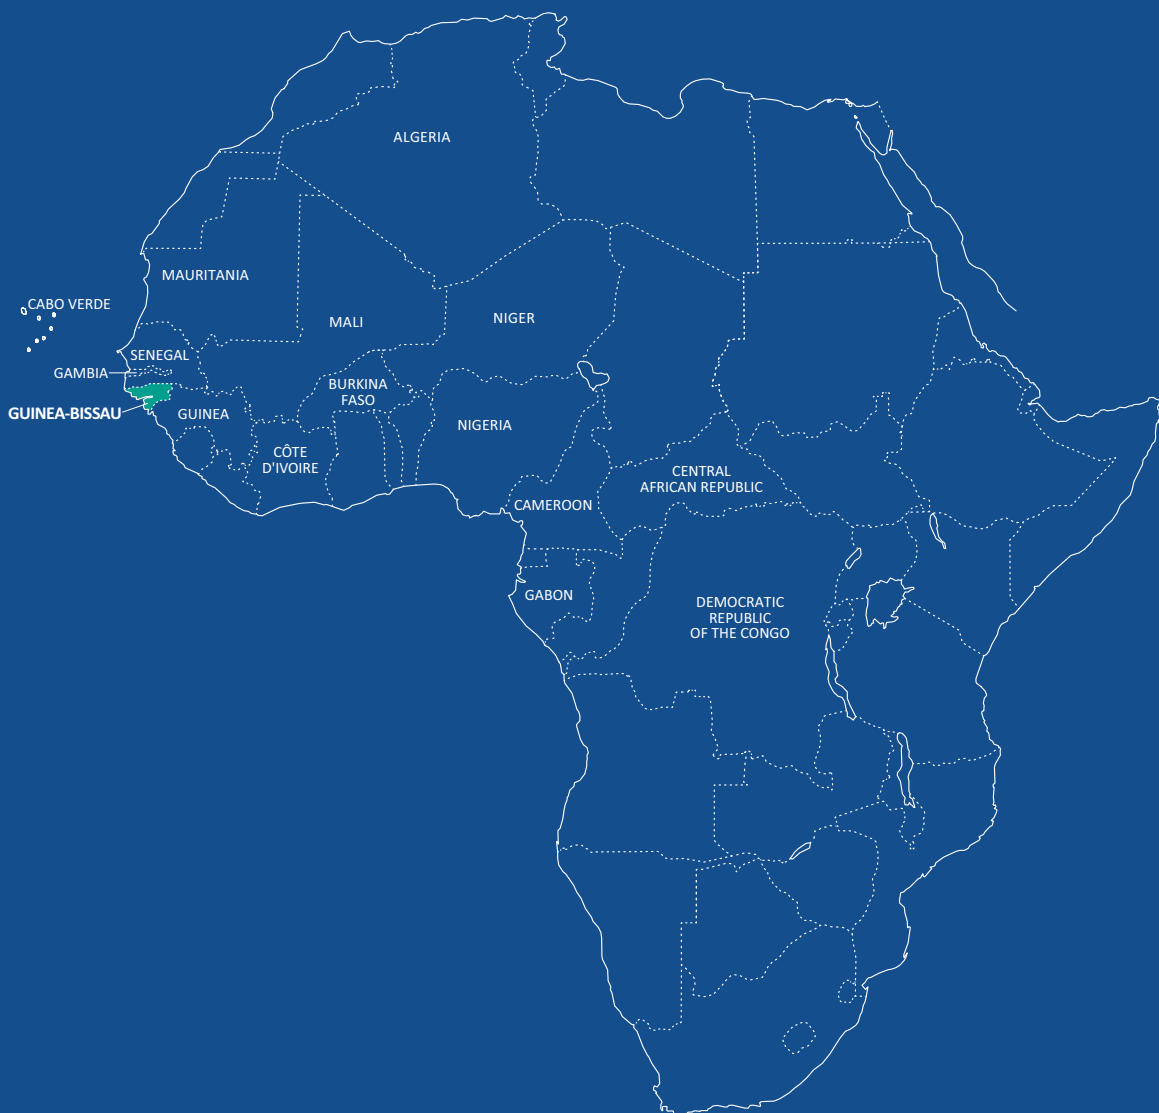 ALGERIA
MAURITANIA
CABO VERDE
MALI
NIGER
SENEGAL
GAMBIA
BURKINA
FASO
GUINEA-BISSAU
GUINEA
NIGERIA
CÔTE
D'IVOIRE
CENTRAL
AFRICAN REPUBLIC
CAMEROON
GABON
DEMOCRATIC
REPUBLIC
OF THE CONGO